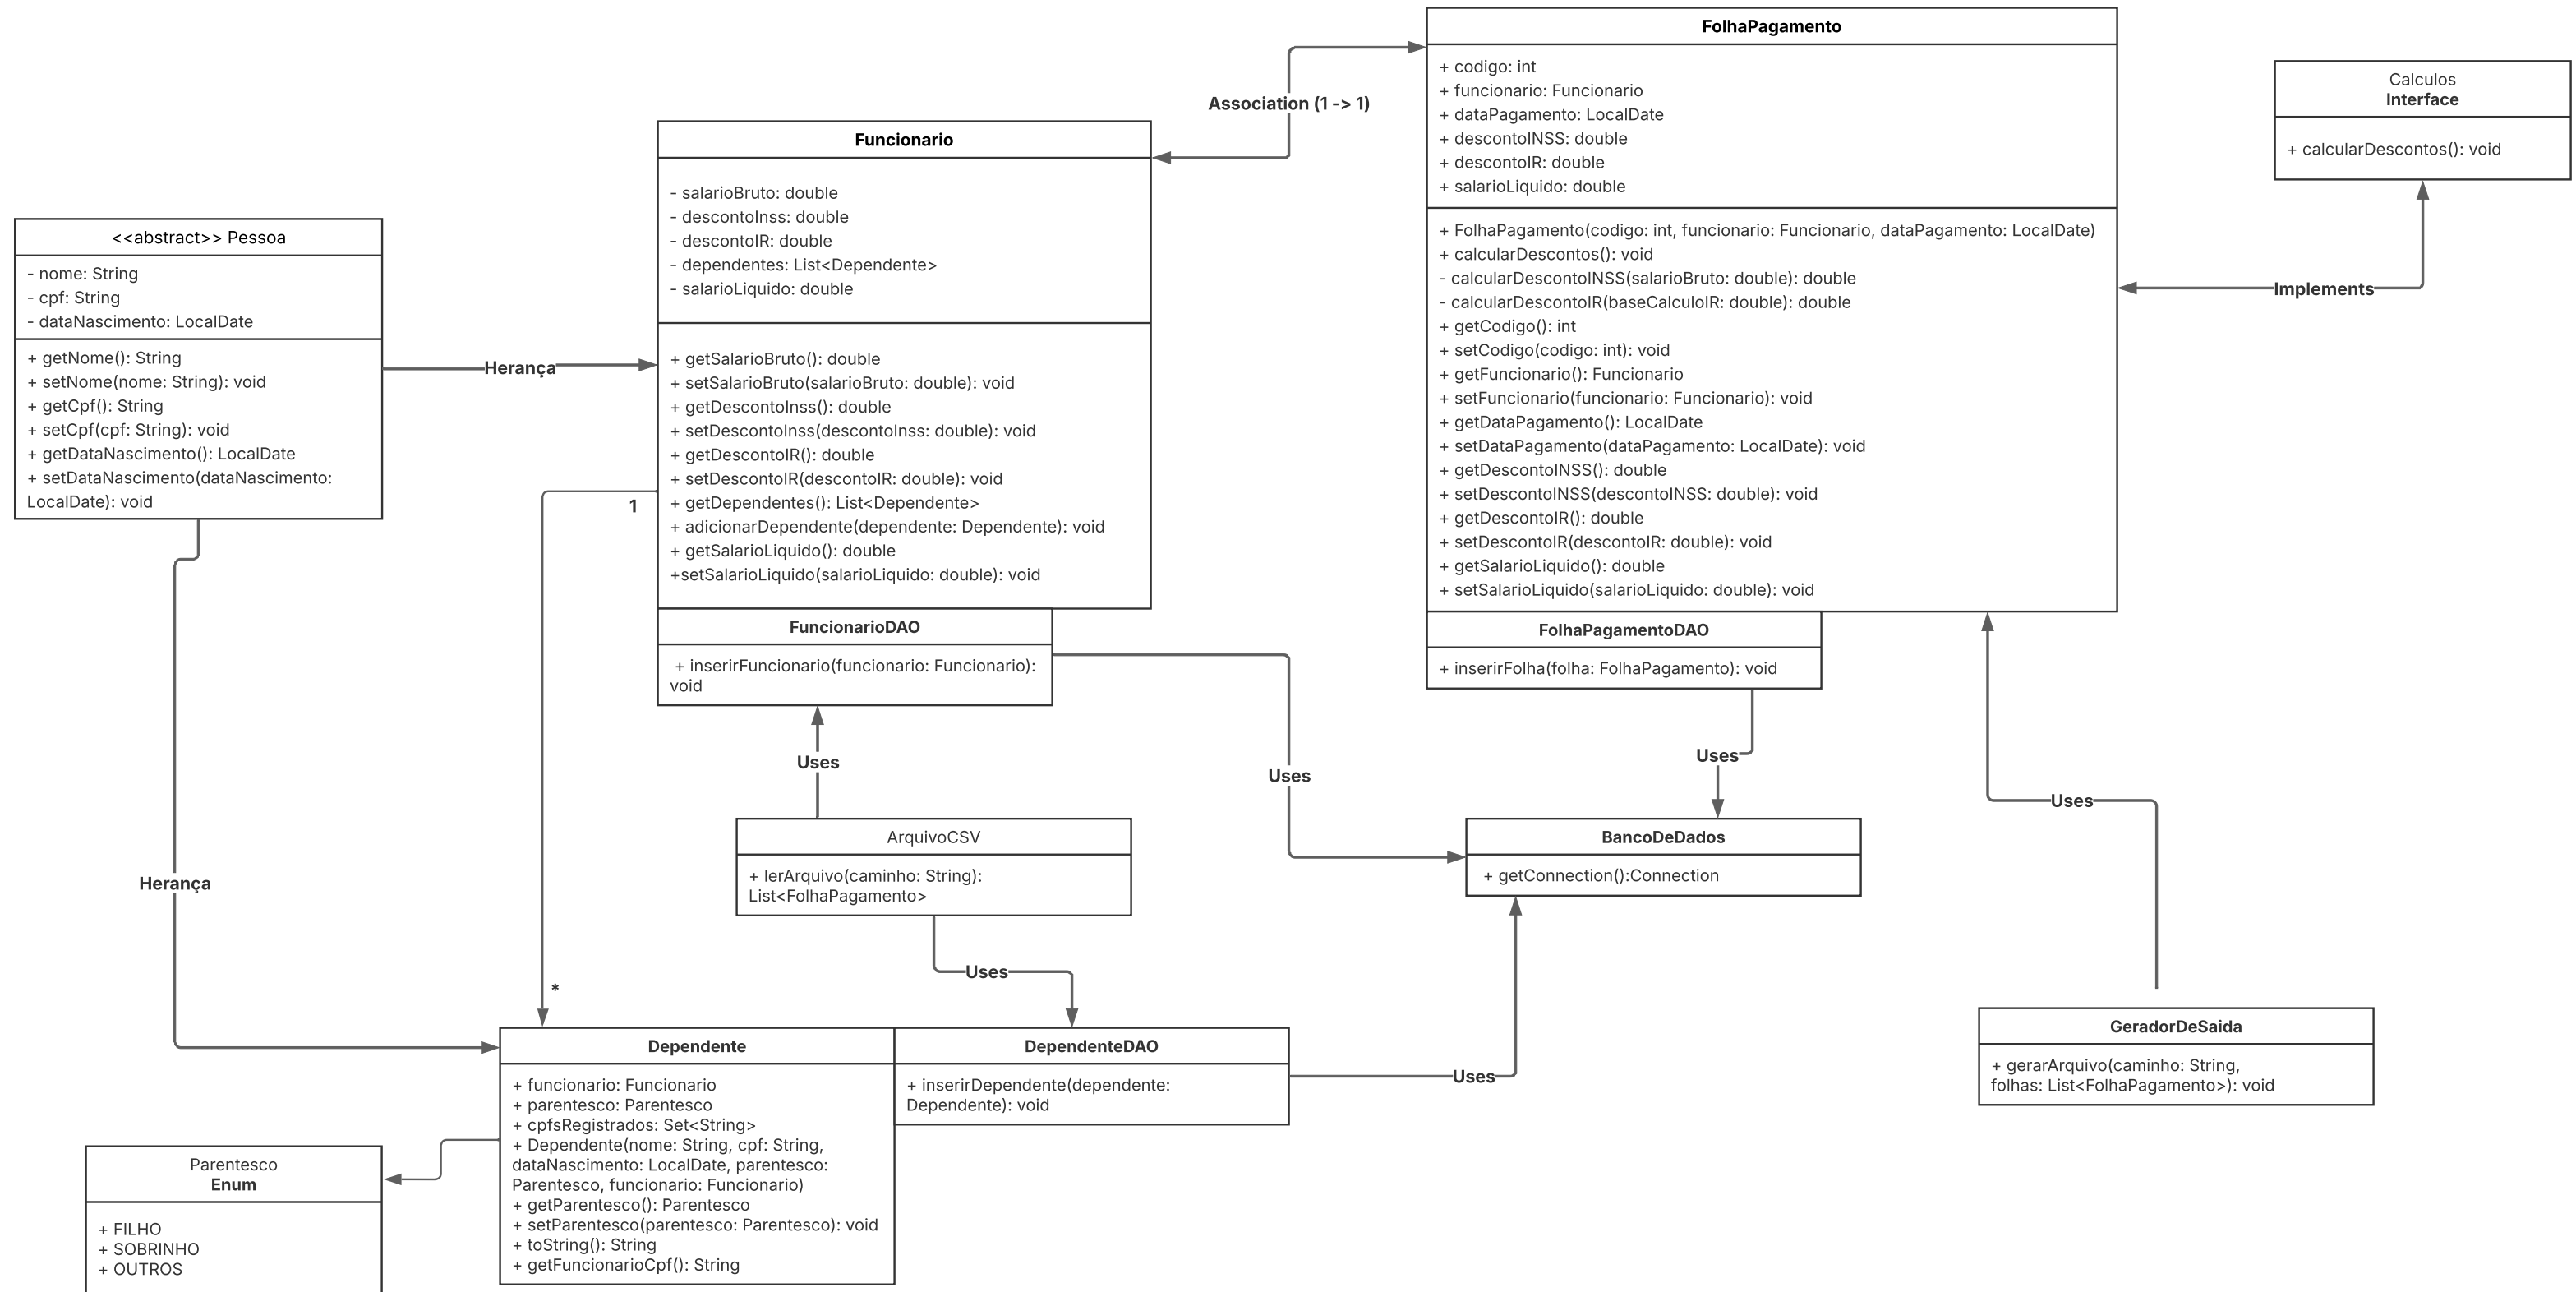 FolhaPagamento
+ codigo: int
+ funcionario: Funcionario
+ dataPagamento: LocalDate
+ descontoINSS: double
+ descontoIR: double
+ salarioLiquido: double
+ FolhaPagamento(codigo: int, funcionario: Funcionario, dataPagamento: LocalDate)
+ calcularDescontos(): void
- calcularDescontoINSS(salarioBruto: double): double
- calcularDescontoIR(baseCalculoIR: double): double
+ getCodigo(): int
+ setCodigo(codigo: int): void
+ getFuncionario(): Funcionario
+ setFuncionario(funcionario: Funcionario): void
+ getDataPagamento(): LocalDate
+ setDataPagamento(dataPagamento: LocalDate): void
+ getDescontoINSS(): double
+ setDescontoINSS(descontoINSS: double): void
+ getDescontoIR(): double
+ setDescontoIR(descontoIR: double): void
+ getSalarioLiquido(): double
+ setSalarioLiquido(salarioLiquido: double): void
FolhaPagamentoDAO
+ inserirFolha(folha: FolhaPagamento): void
Calculos
Interface
+ calcularDescontos(): void
Implements
Association (1 -> 1)
Funcionario
- salarioBruto: double
- descontoInss: double
- descontoIR: double
- dependentes: List<Dependente>
- salarioLiquido: double
+ getSalarioBruto(): double
+ setSalarioBruto(salarioBruto: double): void
+ getDescontoInss(): double
+ setDescontoInss(descontoInss: double): void
+ getDescontoIR(): double
+ setDescontoIR(descontoIR: double): void
+ getDependentes(): List<Dependente>
+ adicionarDependente(dependente: Dependente): void
+ getSalarioLiquido(): double
+setSalarioLiquido(salarioLiquido: double): void
FuncionarioDAO
+ inserirFuncionario(funcionario: Funcionario):
void
<<abstract>> Pessoa
- nome: String
- cpf: String
- dataNascimento: LocalDate
+ getNome(): String
+ setNome(nome: String): void
+ getCpf(): String
+ setCpf(cpf: String): void
+ getDataNascimento(): LocalDate
+ setDataNascimento(dataNascimento:
LocalDate): void
Herança
1
Uses
Uses
Uses
Uses
ArquivoCSV
+ lerArquivo(caminho: String):
List<FolhaPagamento>
BancoDeDados
+ getConnection():Connection
Herança
Uses
*
Dependente
+ funcionario: Funcionario
+ parentesco: Parentesco
+ cpfsRegistrados: Set<String>
+ Dependente(nome: String, cpf: String,
dataNascimento: LocalDate, parentesco:
Parentesco, funcionario: Funcionario)
+ getParentesco(): Parentesco
+ setParentesco(parentesco: Parentesco): void
+ toString(): String
+ getFuncionarioCpf(): String
DependenteDAO
+ inserirDependente(dependente:
Dependente): void
Uses
GeradorDeSaida
+ gerarArquivo(caminho: String,
folhas: List<FolhaPagamento>): void
Parentesco
Enum
+ FILHO
+ SOBRINHO
+ OUTROS